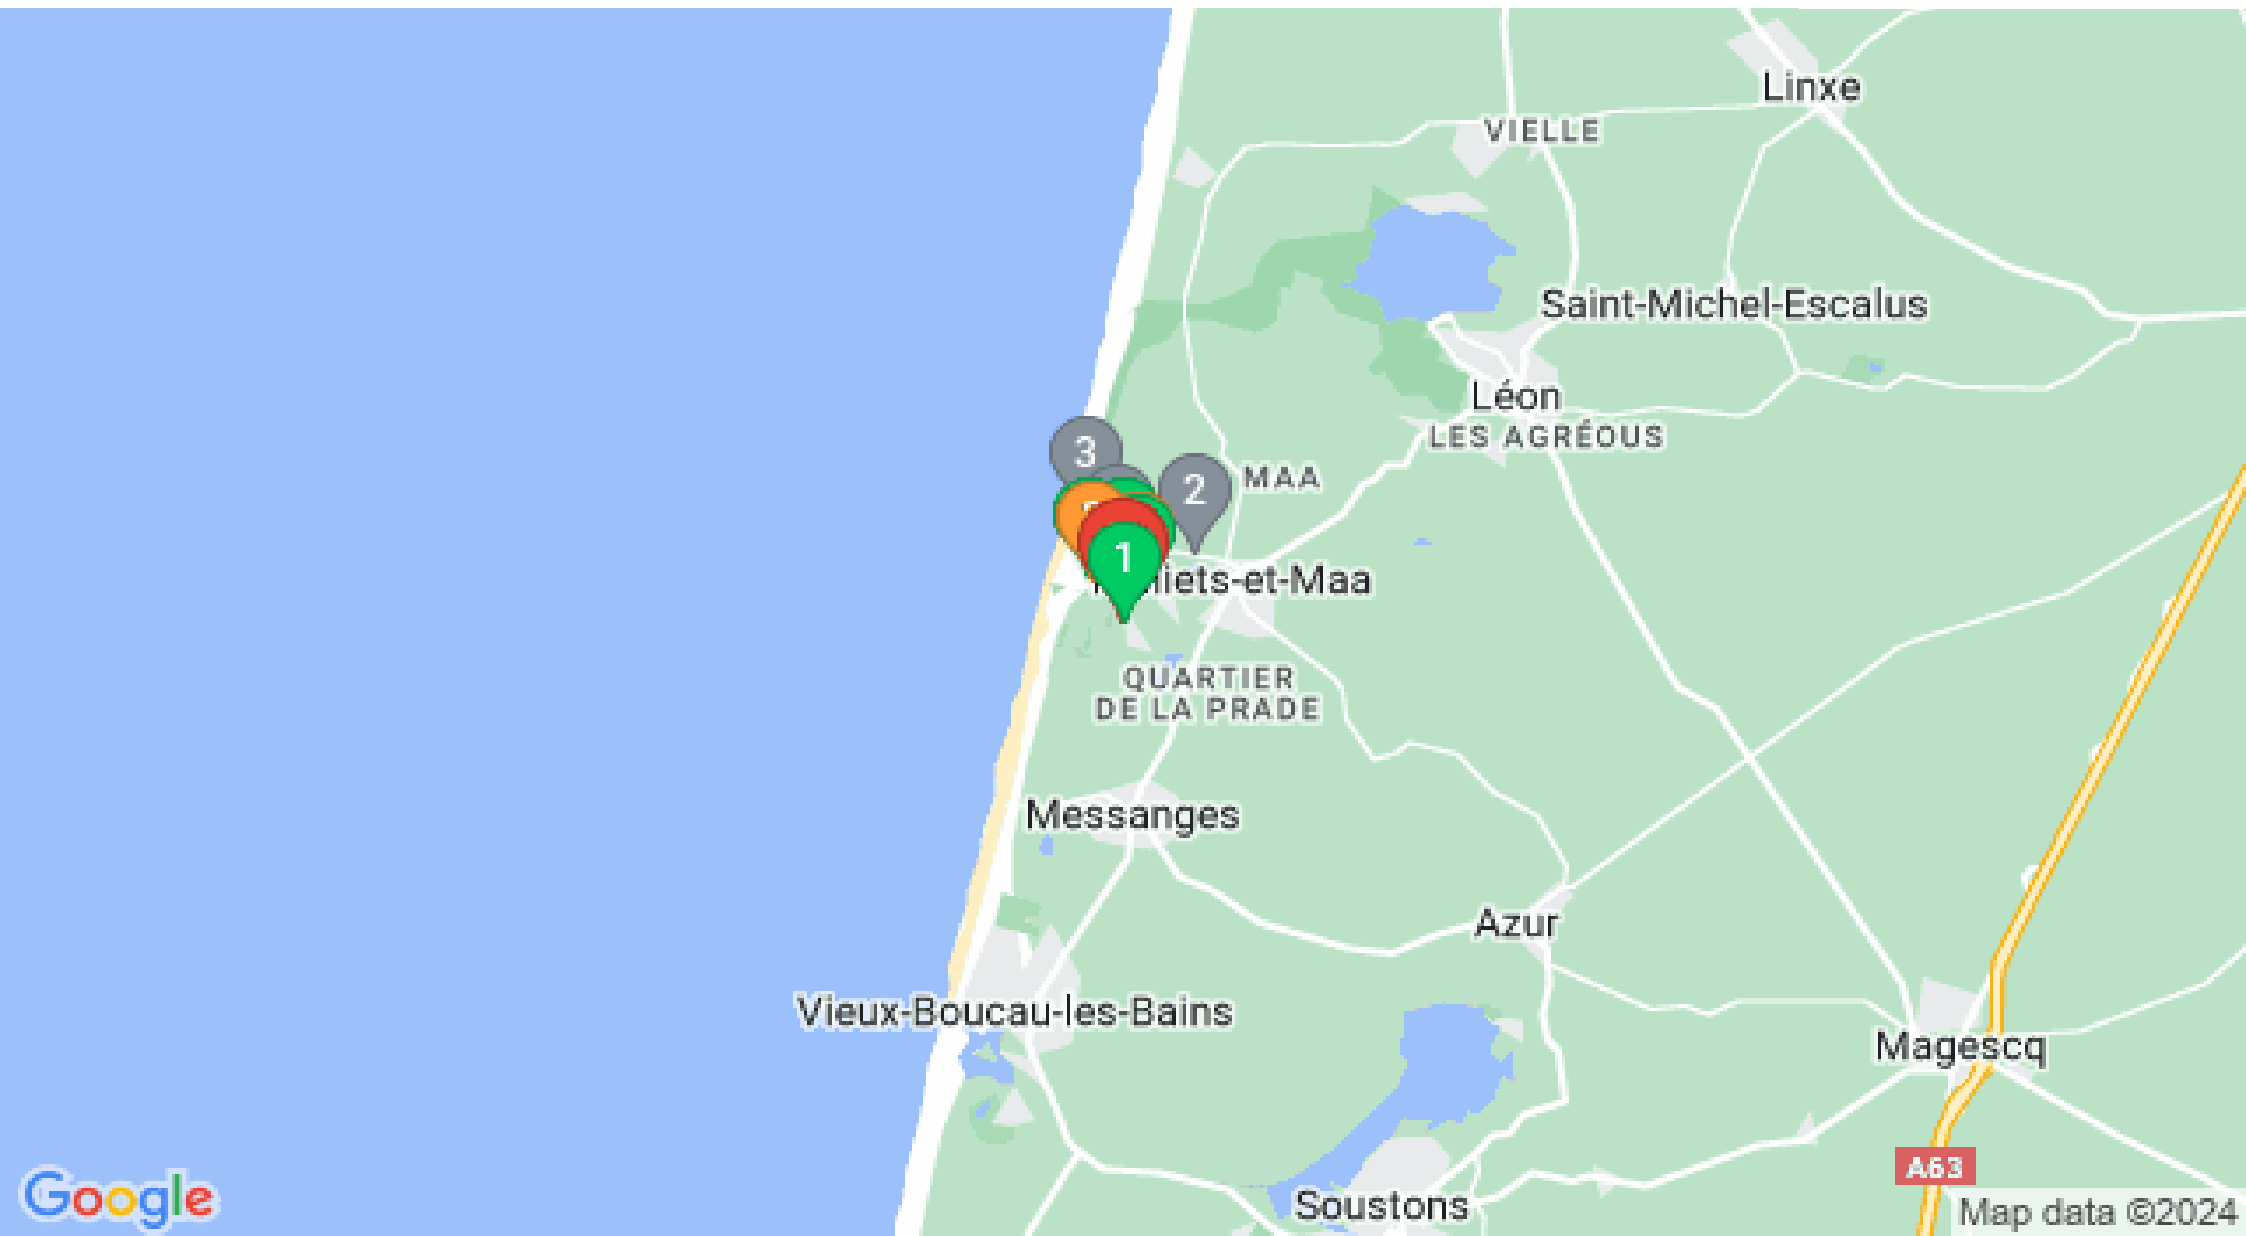 Linxe
VIELLE
Saint-Michel-Escalus
Léon
LES AGRÉOUS
3
MAA
2
1
iets-et-Maa
QUARTIER
DE LA PRADE
Messanges
Azur
Vieux-Boucau-les-Bains
Magescq
A63
Google
Soustons
Map data ©2024